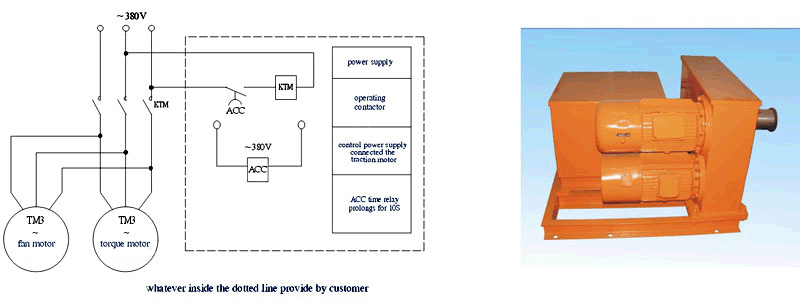 ~380V
KTM
KTM
ACC
~380V
ACC
power supply
operating
contactor
control power supply
connected the
traction motor
ACC time relay
prolongs for 10S
TM3
~
fan motor
TM3
~
torque motor
whatever inside the dotted line provide by customer